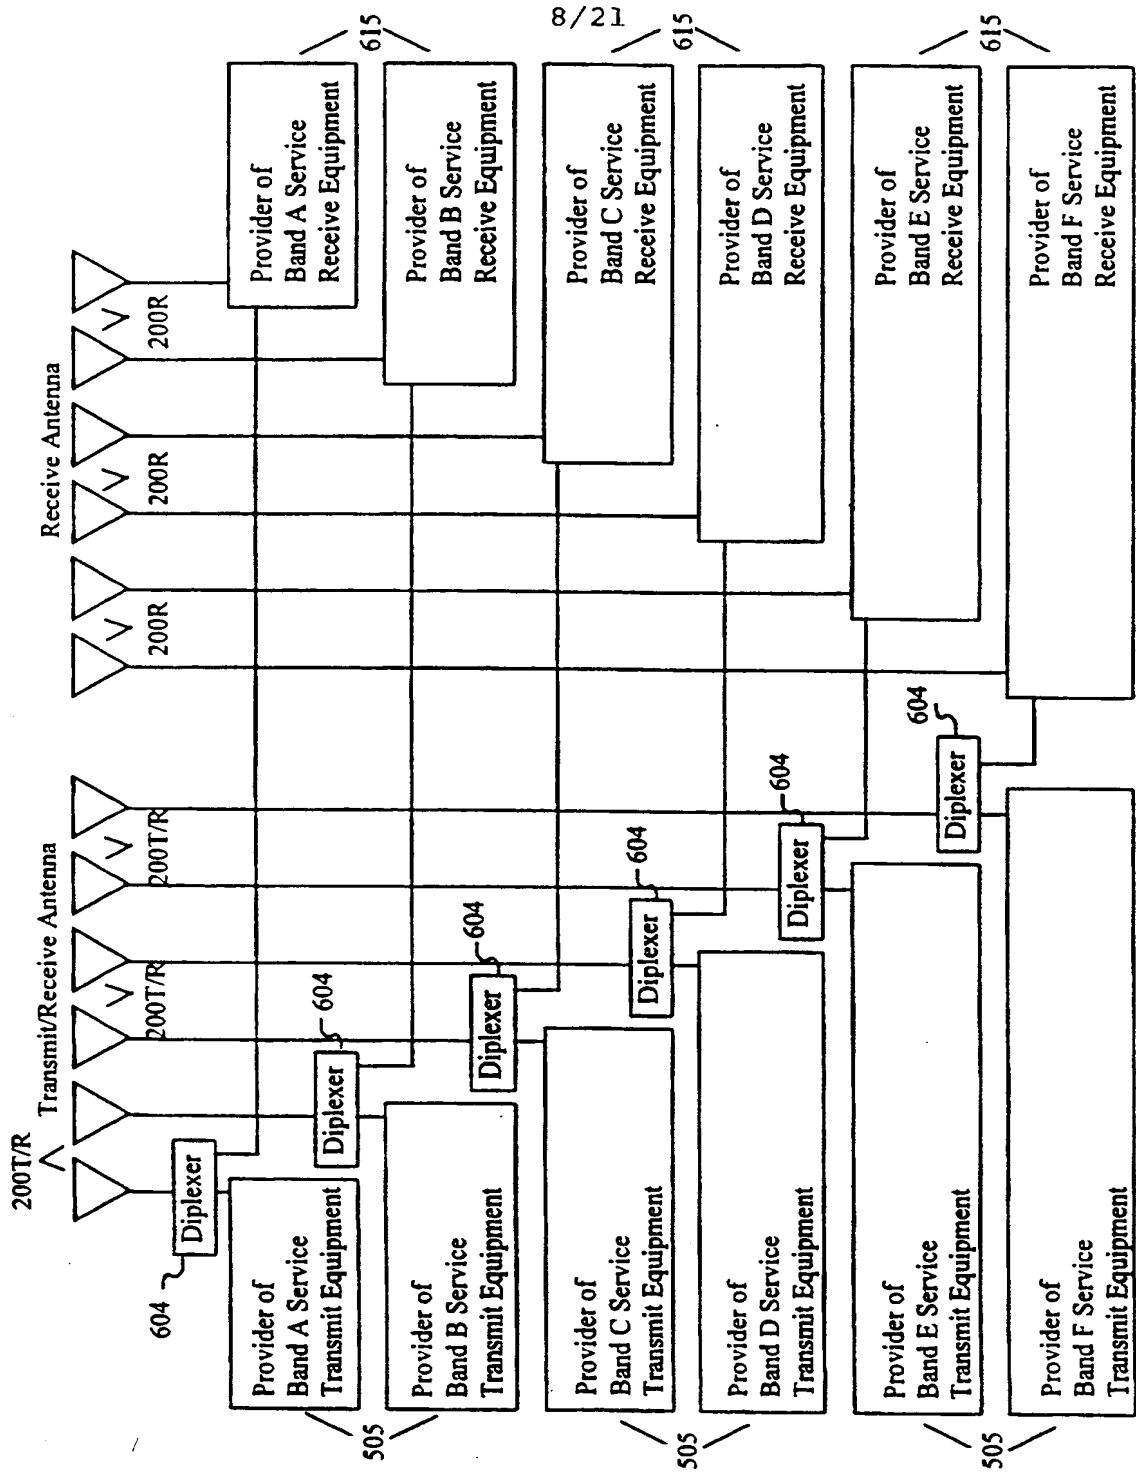 8/21
200T/R
Transmit/Receive Antenna
Receive Antenna
200T/R
200T/R
200R
200R
200R
604
Diplexer
Diplexer
604
Diplexer
604
Diplexer
604
Diplexer
604
Diplexer
604
Provider of
Band A Service
Transmit Equipment
Provider of
Band B Service
Transmit Equipment
505
Provider of
Band C Service
Transmit Equipment
Provider of
Band D Service
Transmit Equipment
505
Provider of
Band E Service
Transmit Equipment
Provider of
Band F Service
Transmit Equipment
505
Provider of
Band A Service
Receive Equipment
Provider of
Band B Service
Receive Equipment
615
Provider of
Band C Service
Receive Equipment
Provider of
Band D Service
Receive Equipment
615
Provider of
Band E Service
Receive Equipment
Provider of
Band F Service
Receive Equipment
615